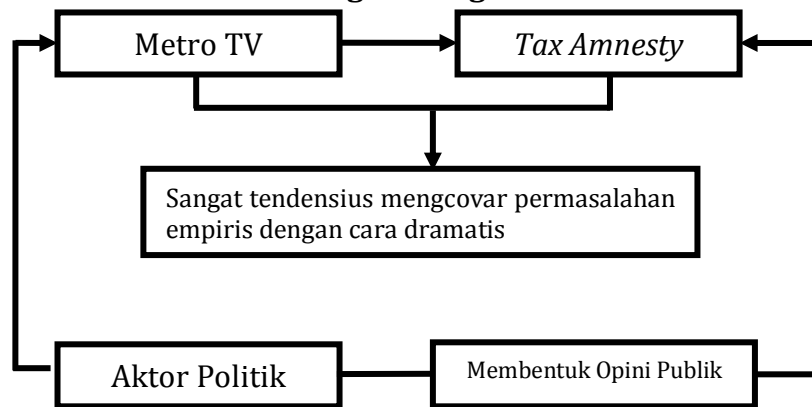 Metro TV
Tax Amnesty
Sangat tendensius mengcovar permasalahan
empiris dengan cara dramatis
Aktor Politik
Membentuk Opini Publik